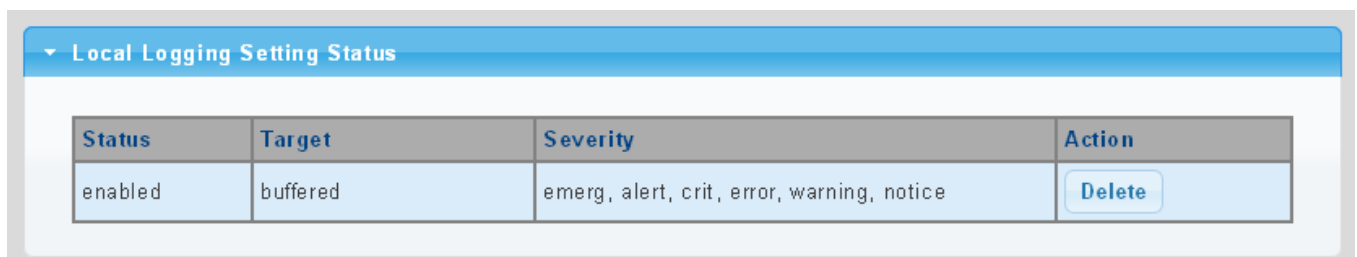 Local Logging Setting Status
Status Target Severity Action
enabled buffered emerg, alert, crit, error, warning, notice Delete